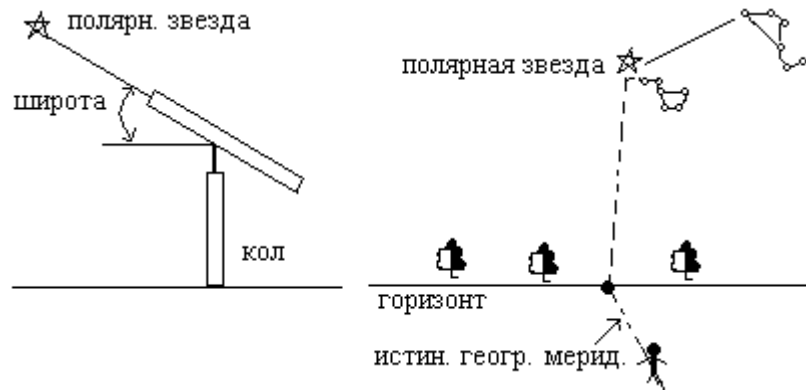 полярн. звезда
широта
кол
полярная звезда
горизонт
истин. геогр. мерид.